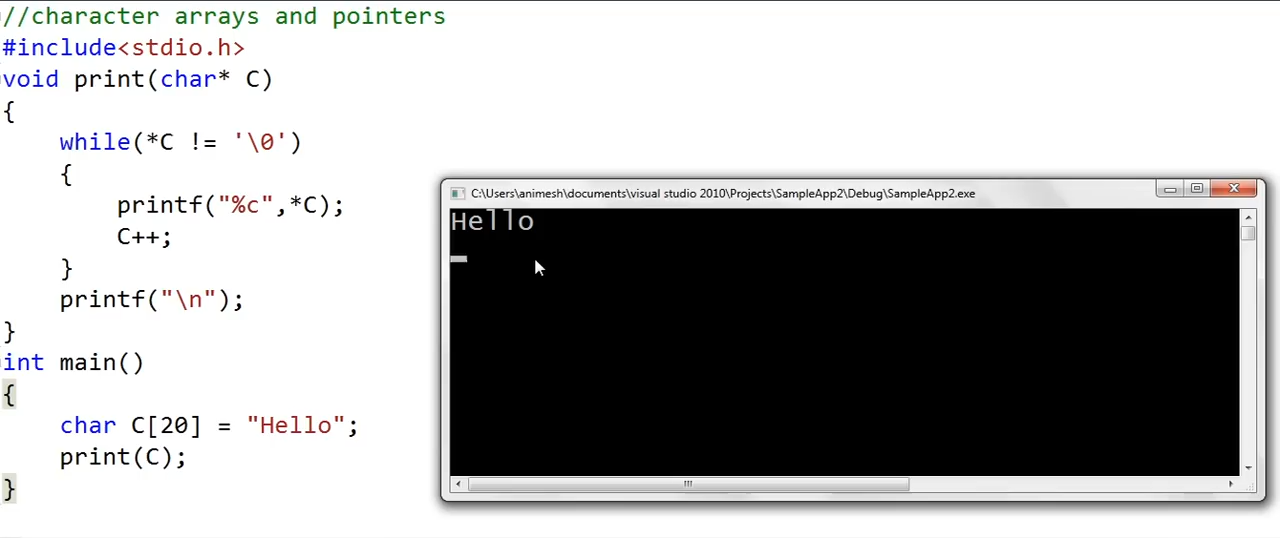 //character arrays and pointers
#include<stdio.h>
void print(char* C)
{
    while(*C != '\0')
    {
        printf("%c",*C);
        C++;
    }
    printf("\n");
}
int main()
{
    char C[20] = "Hello";
    print(C);
}
C:\Users\animesh\documents\visual studio 2010\Projects\SampleApp2\Debug\SampleApp2.exe
Hello